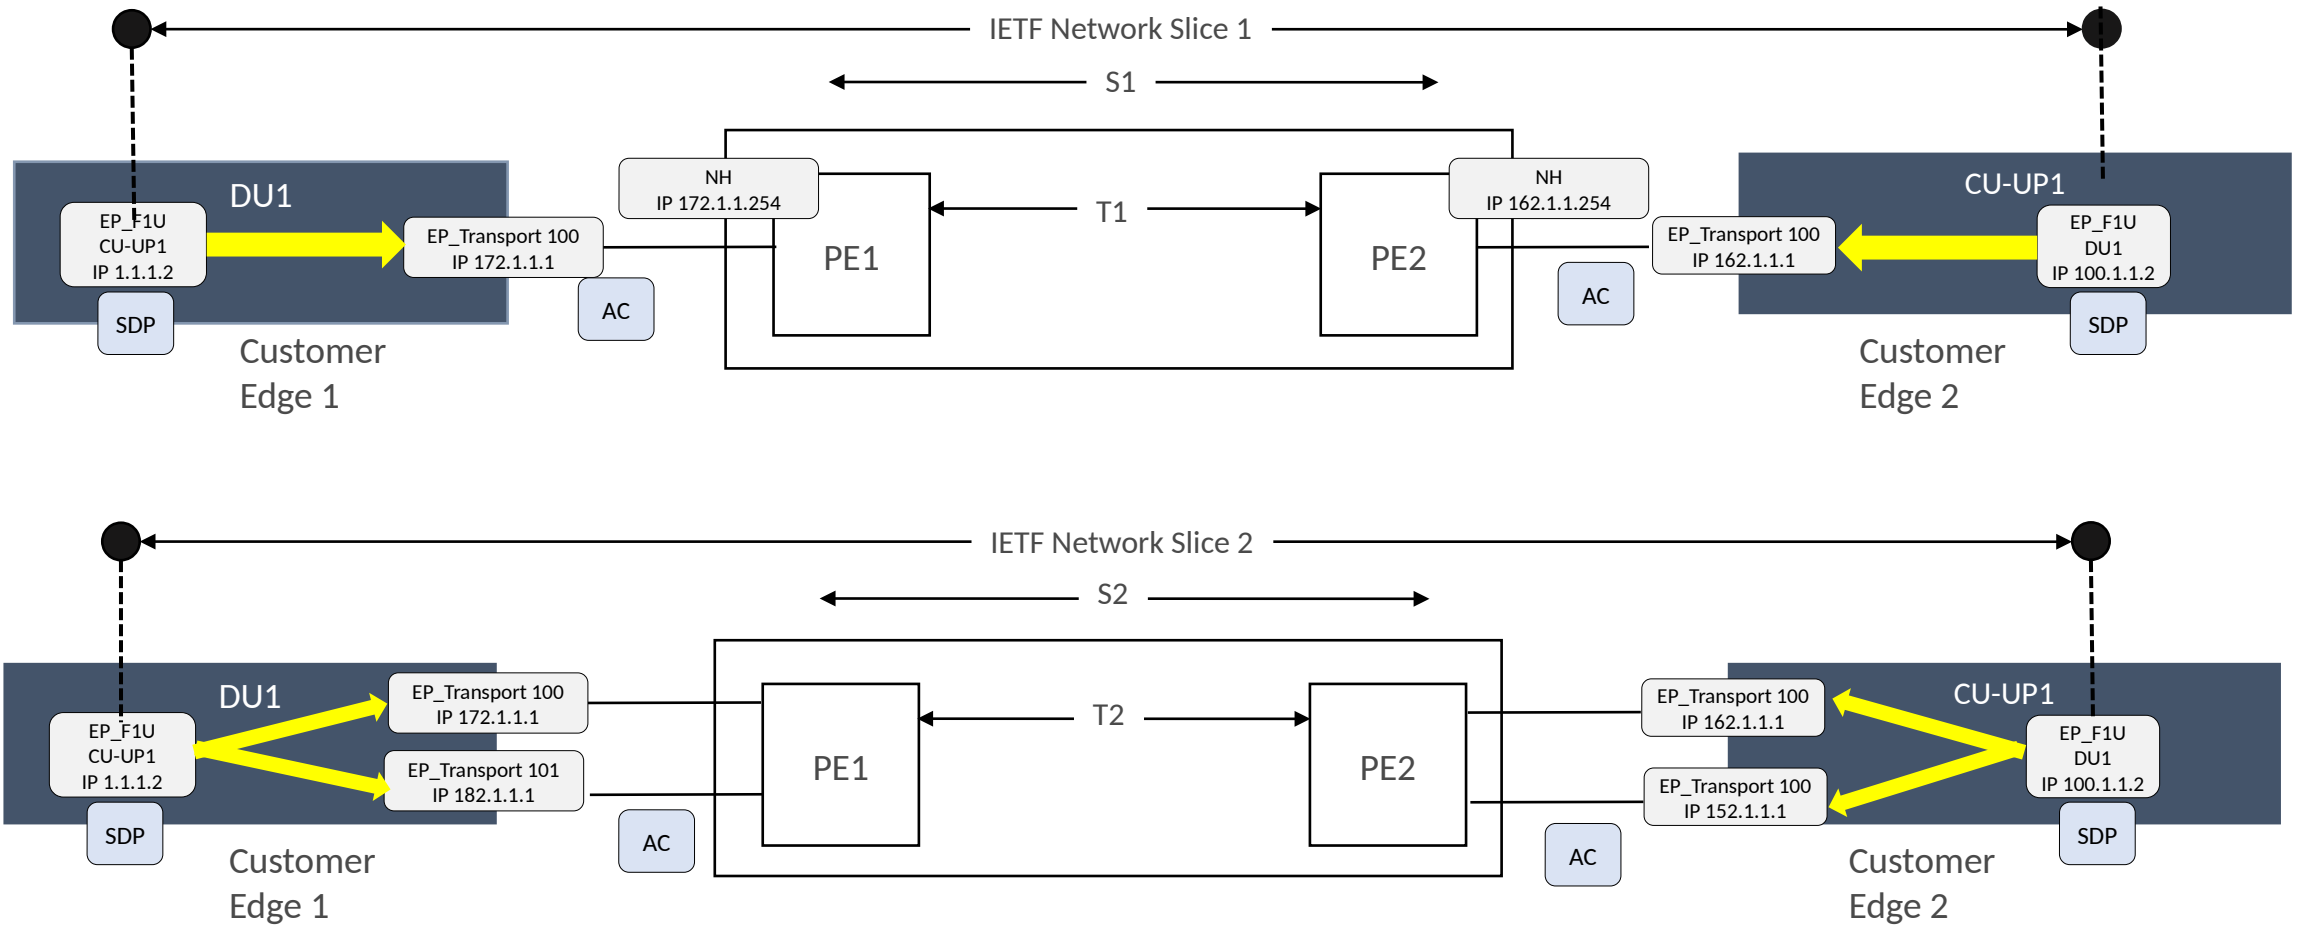 IETF Network Slice 1
S1
DU1
EP_F1U
CU-UP1
IP 1.1.1.2
SDP
EP_Transport 100
IP 172.1.1.1
AC
Customer
Edge 1
NH
IP 172.1.1.254
PE1
T1
PE2
NH
IP 162.1.1.254
AC
EP_Transport 100
IP 162.1.1.1
CU-UP1
EP_F1U
DU1
IP 100.1.1.2
SDP
Customer
Edge 2
IETF Network Slice 2
S2
DU1
EP_F1U
CU-UP1
IP 1.1.1.2
SDP
EP_Transport 100
IP 172.1.1.1
EP_Transport 101
IP 182.1.1.1
AC
Customer
Edge 1
PE1
T2
PE2
AC
EP_Transport 100
IP 162.1.1.1
EP_Transport 100
IP 152.1.1.1
CU-UP1
EP_F1U
DU1
IP 100.1.1.2
SDP
Customer
Edge 2